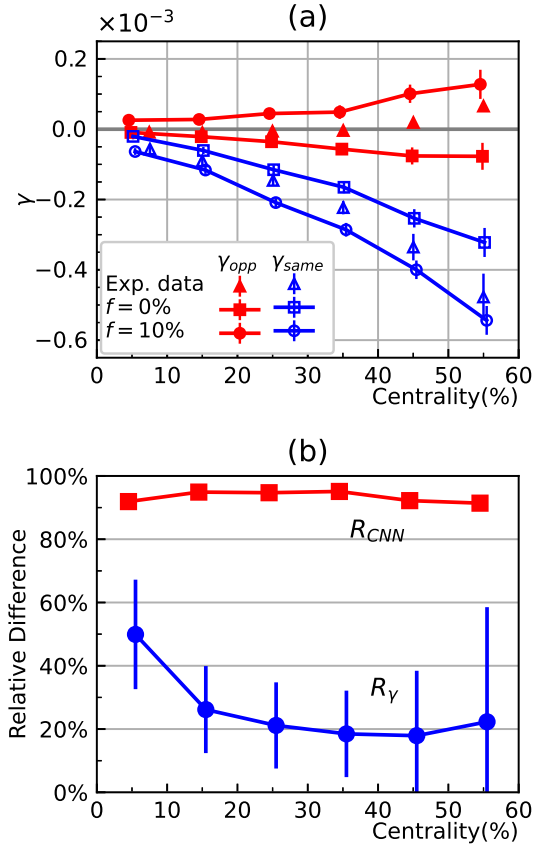 (a)
×10⁻³
0.2
0.0
−0.2
−0.4
−0.6
γ
γopp γsame
Exp. data
f = 0%
f = 10%
0 10 20 30 40 50 60
Centrality(%)
(b)
100%
80%
60%
40%
20%
0%
Relative Difference
R_CNN
R_γ
0 10 20 30 40 50 60
Centrality(%)